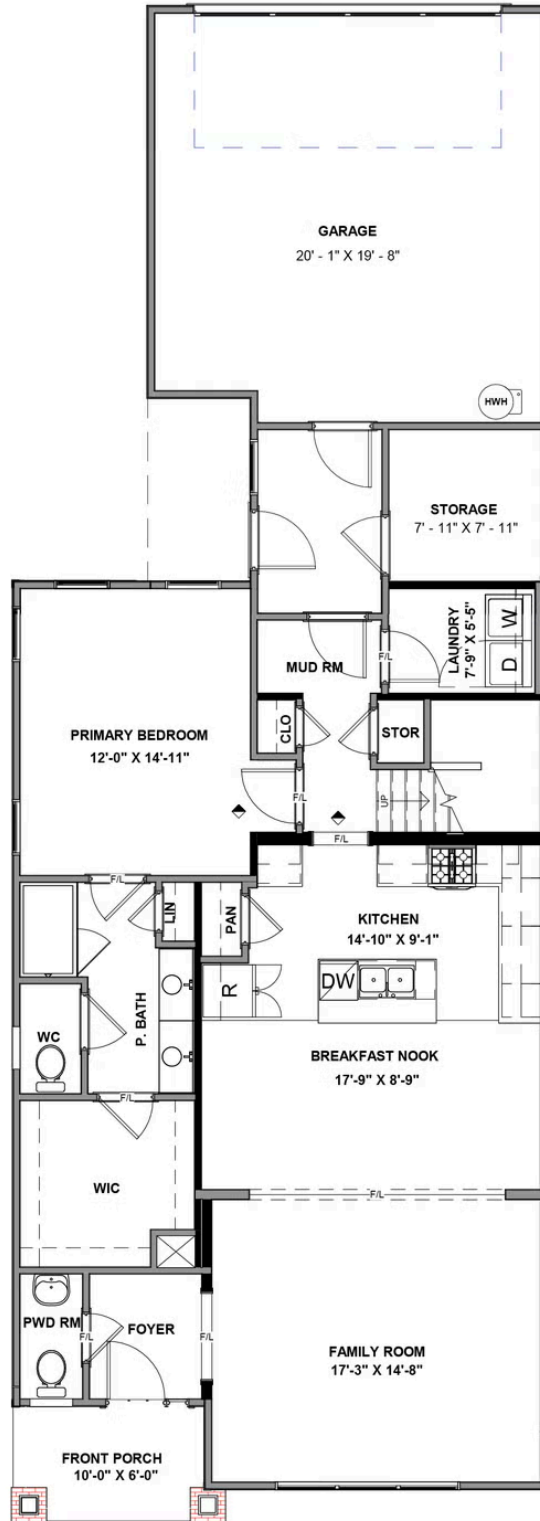 GARAGE
20' - 1" X 19' - 8"
HWH
STORAGE
7' - 11" X 7' - 11"
LAUNDRY
7'-9" X 5'-5"
W
D
MUD RM
F/L
CLO
STOR
PRIMARY BEDROOM
12'-0" X 14'-11"
F/L
UP
F/L
F/L
LIN
PAN
KITCHEN
14'-10" X 9'-1"
R
DW
WC
P. BATH
BREAKFAST NOOK
17'-9" X 8'-9"
F/L
WIC
F/L
PWD RM
F/L
FOYER
F/L
FAMILY ROOM
17'-3" X 14'-8"
FRONT PORCH
10'-0" X 6'-0"